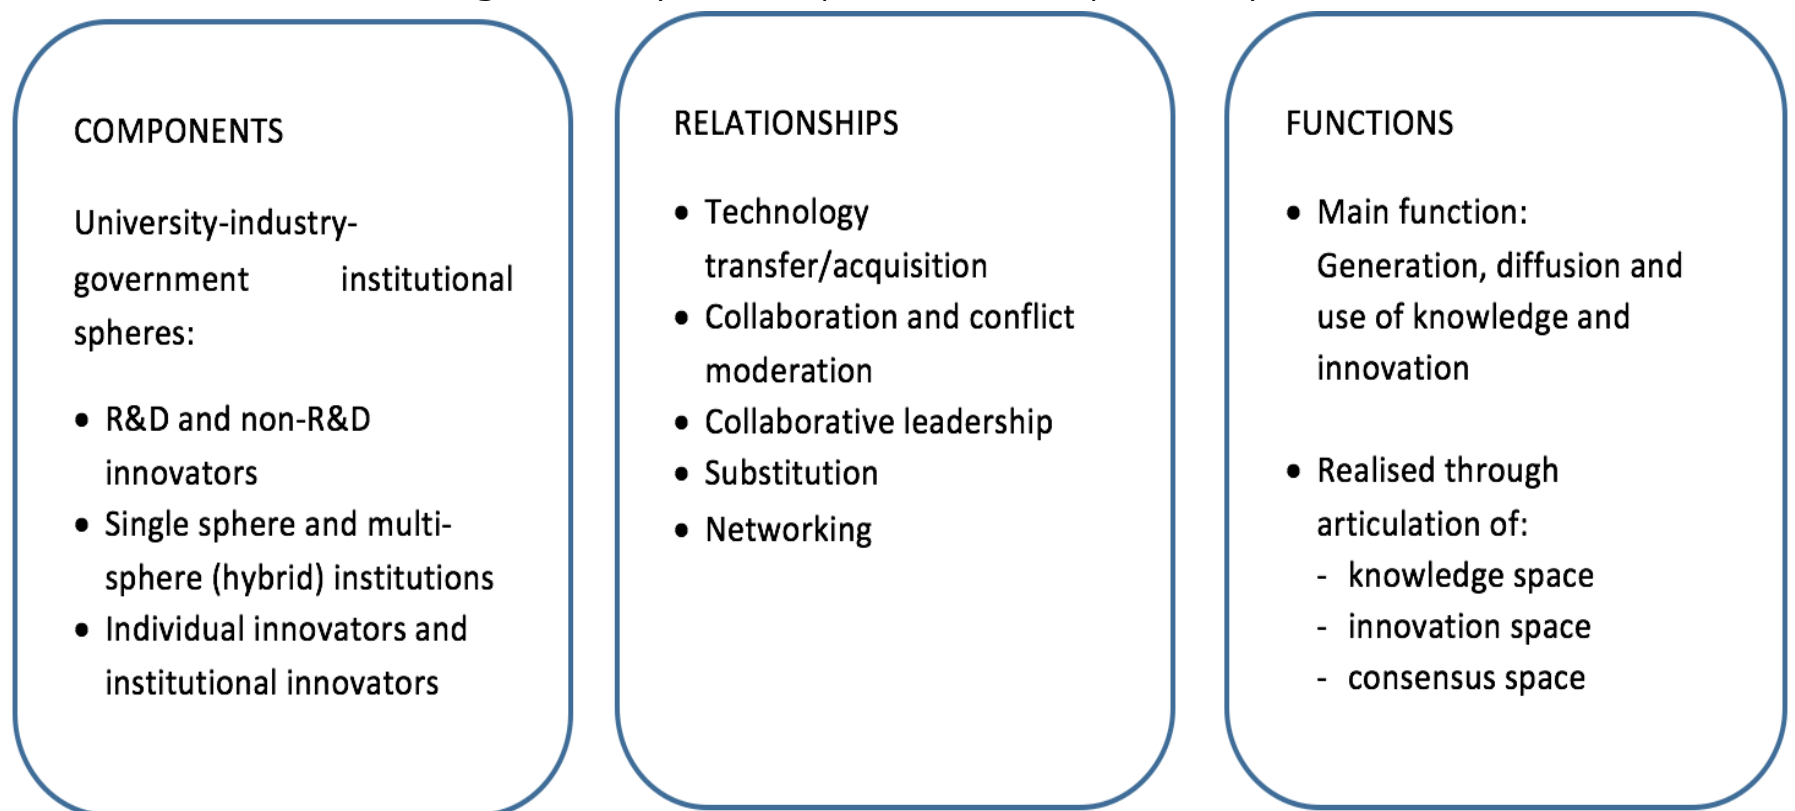 COMPONENTS
University-industry-
government institutional
spheres:
• R&D and non-R&D
innovators
• Single sphere and multi-
sphere (hybrid) institutions
• Individual innovators and
institutional innovators
RELATIONSHIPS
• Technology
transfer/acquisition
• Collaboration and conflict
moderation
• Collaborative leadership
• Substitution
• Networking
FUNCTIONS
• Main function:
Generation, diffusion and
use of knowledge and
innovation
• Realised through
articulation of:
- knowledge space
- innovation space
- consensus space